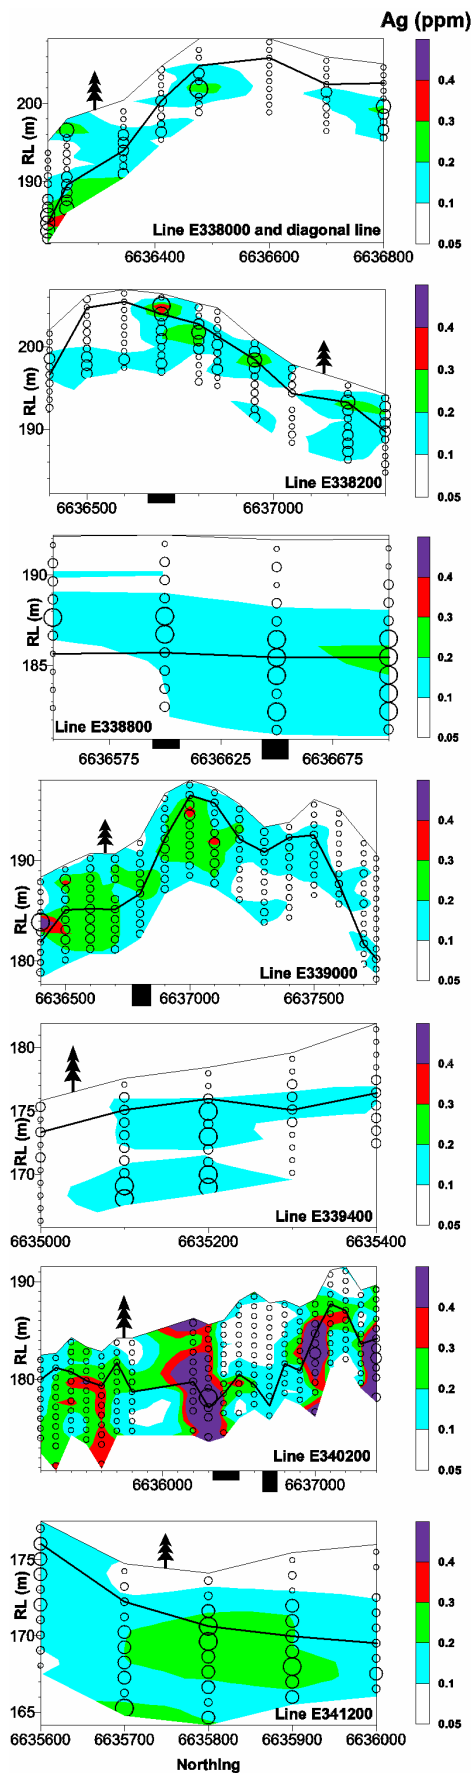 Ag (ppm)
200
190
RL (m)
0.4
0.3
0.2
0.1
0.05
Line E338000 and diagonal line
6636400 6636600 6636800
200
190
RL (m)
0.4
0.3
0.2
0.1
0.05
Line E338200
6636500 6637000
190
185
RL (m)
0.4
0.3
0.2
0.1
0.05
Line E338800
6636575 6636625 6636675
190
180
RL (m)
0.4
0.3
0.2
0.1
0.05
Line E339000
6636500 6637000 6637500
180
175
170
RL (m)
0.4
0.3
0.2
0.1
0.05
Line E339400
6635000 6635200 6635400
190
180
RL (m)
0.4
0.3
0.2
0.1
0.05
Line E340200
6636000 6637000
175
170
165
RL (m)
0.4
0.3
0.2
0.1
0.05
Line E341200
6635600 6635700 6635800 6635900 6636000
Northing